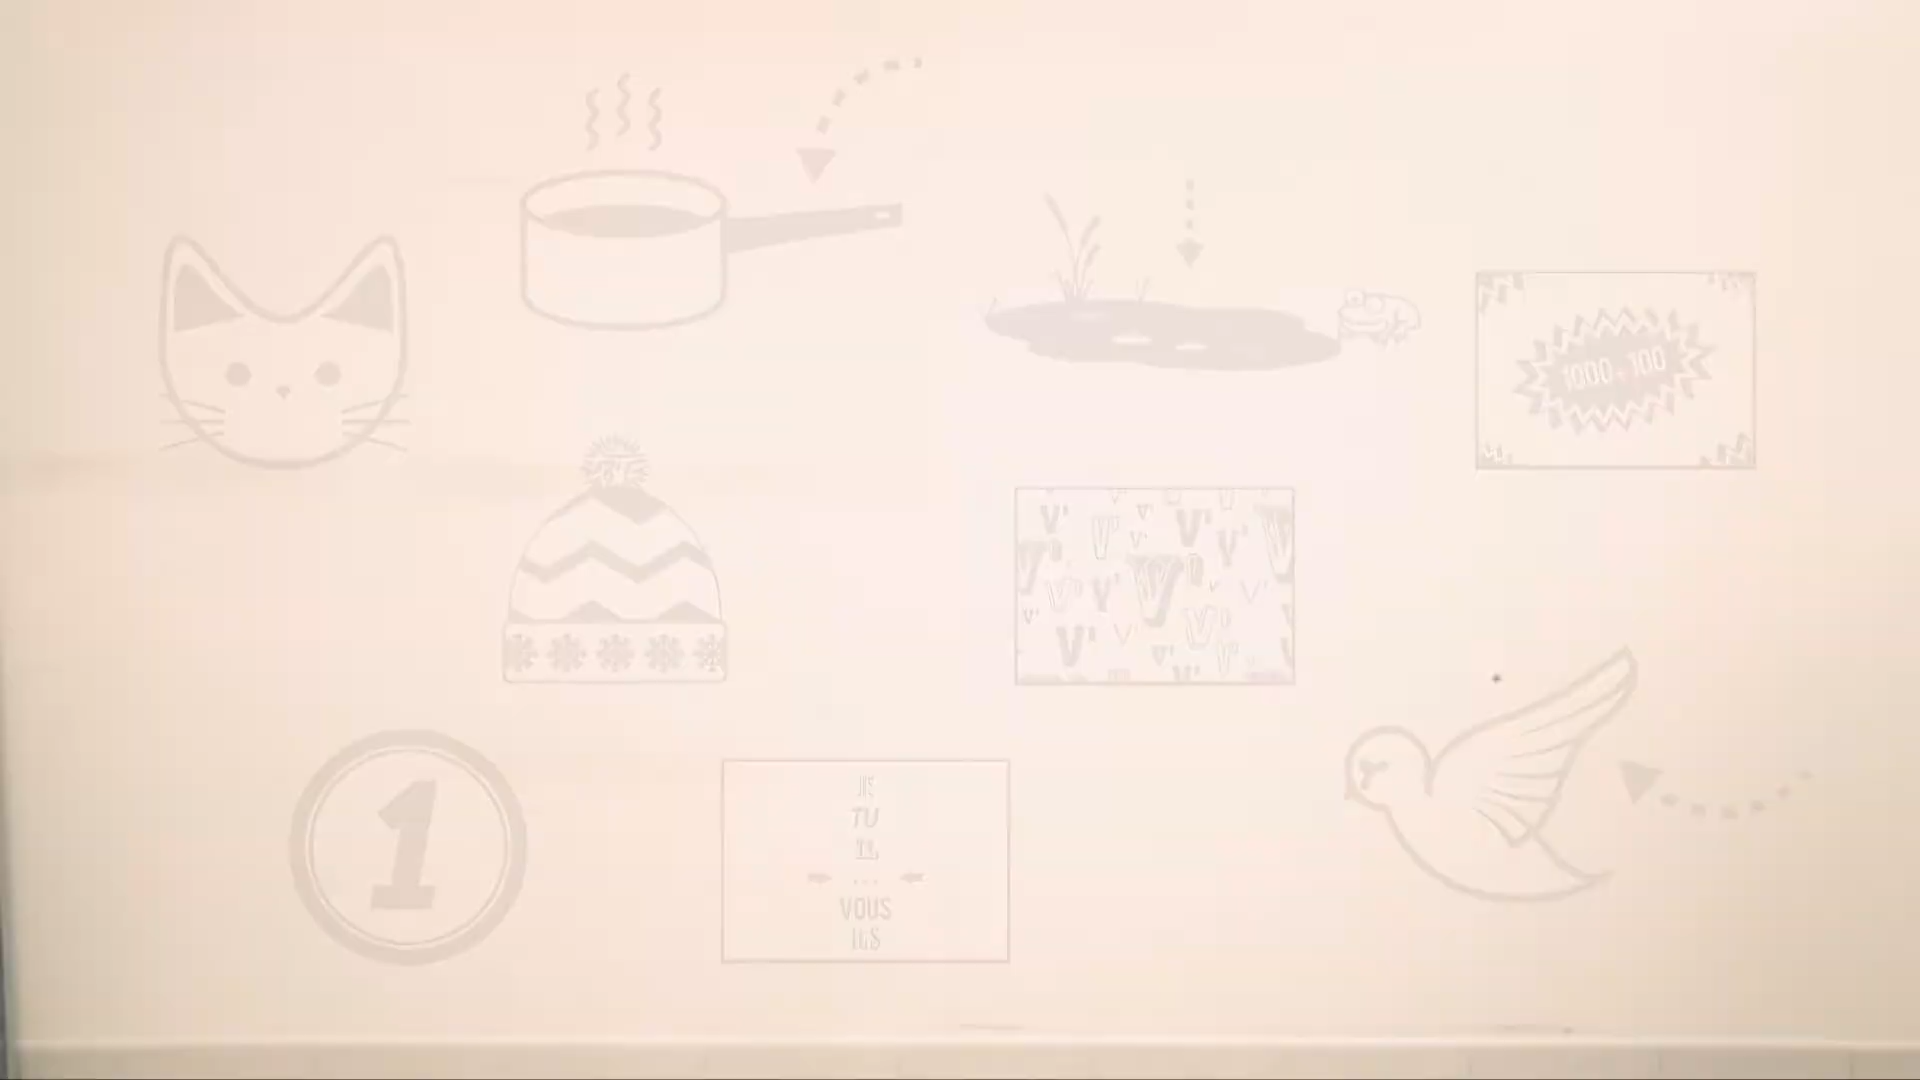 1000 + 100
V' V' V' V' V' V' V' V' V' V' V' V' V' V' V'
1
JE
TU
IL
...
VOUS
ILS